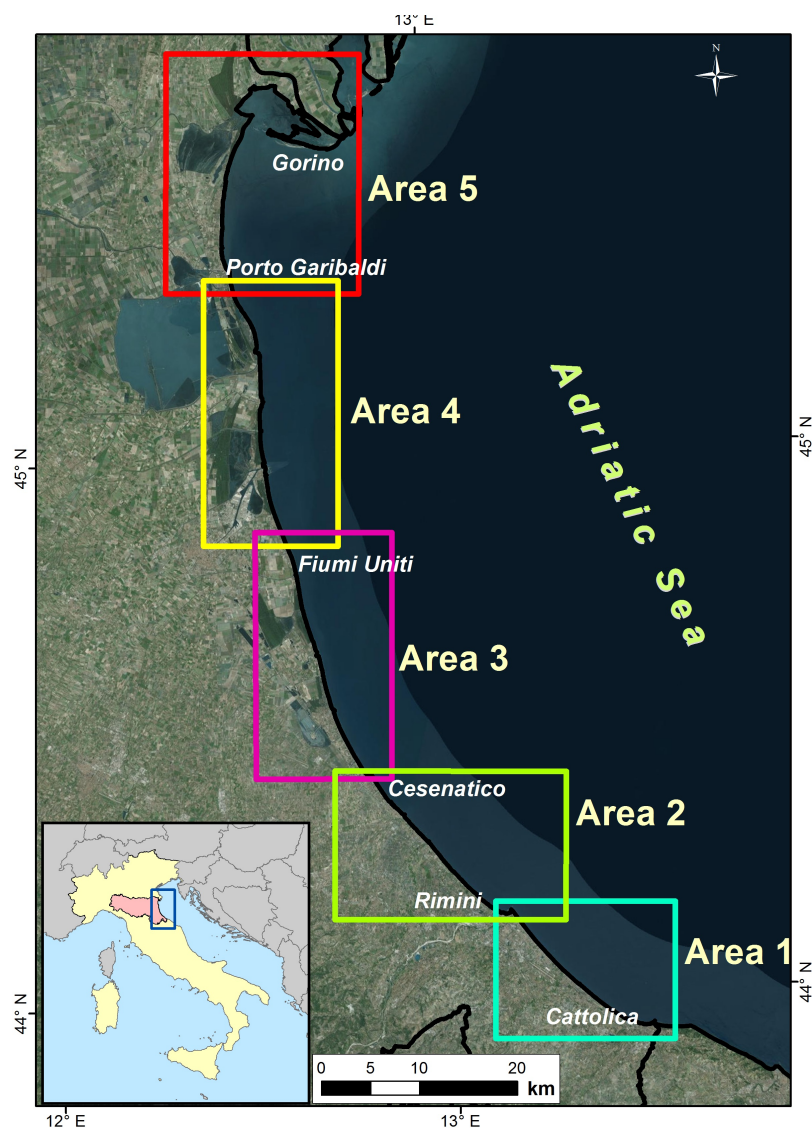 13° E
N
Gorino
Area 5
Porto Garibaldi
Adriatic Sea
Area 4
45° N
45° N
Fiumi Uniti
Area 3
Cesenatico
Area 2
Rimini
Area 1
44° N
44° N
Cattolica
0 5 10 20
km
12° E
13° E